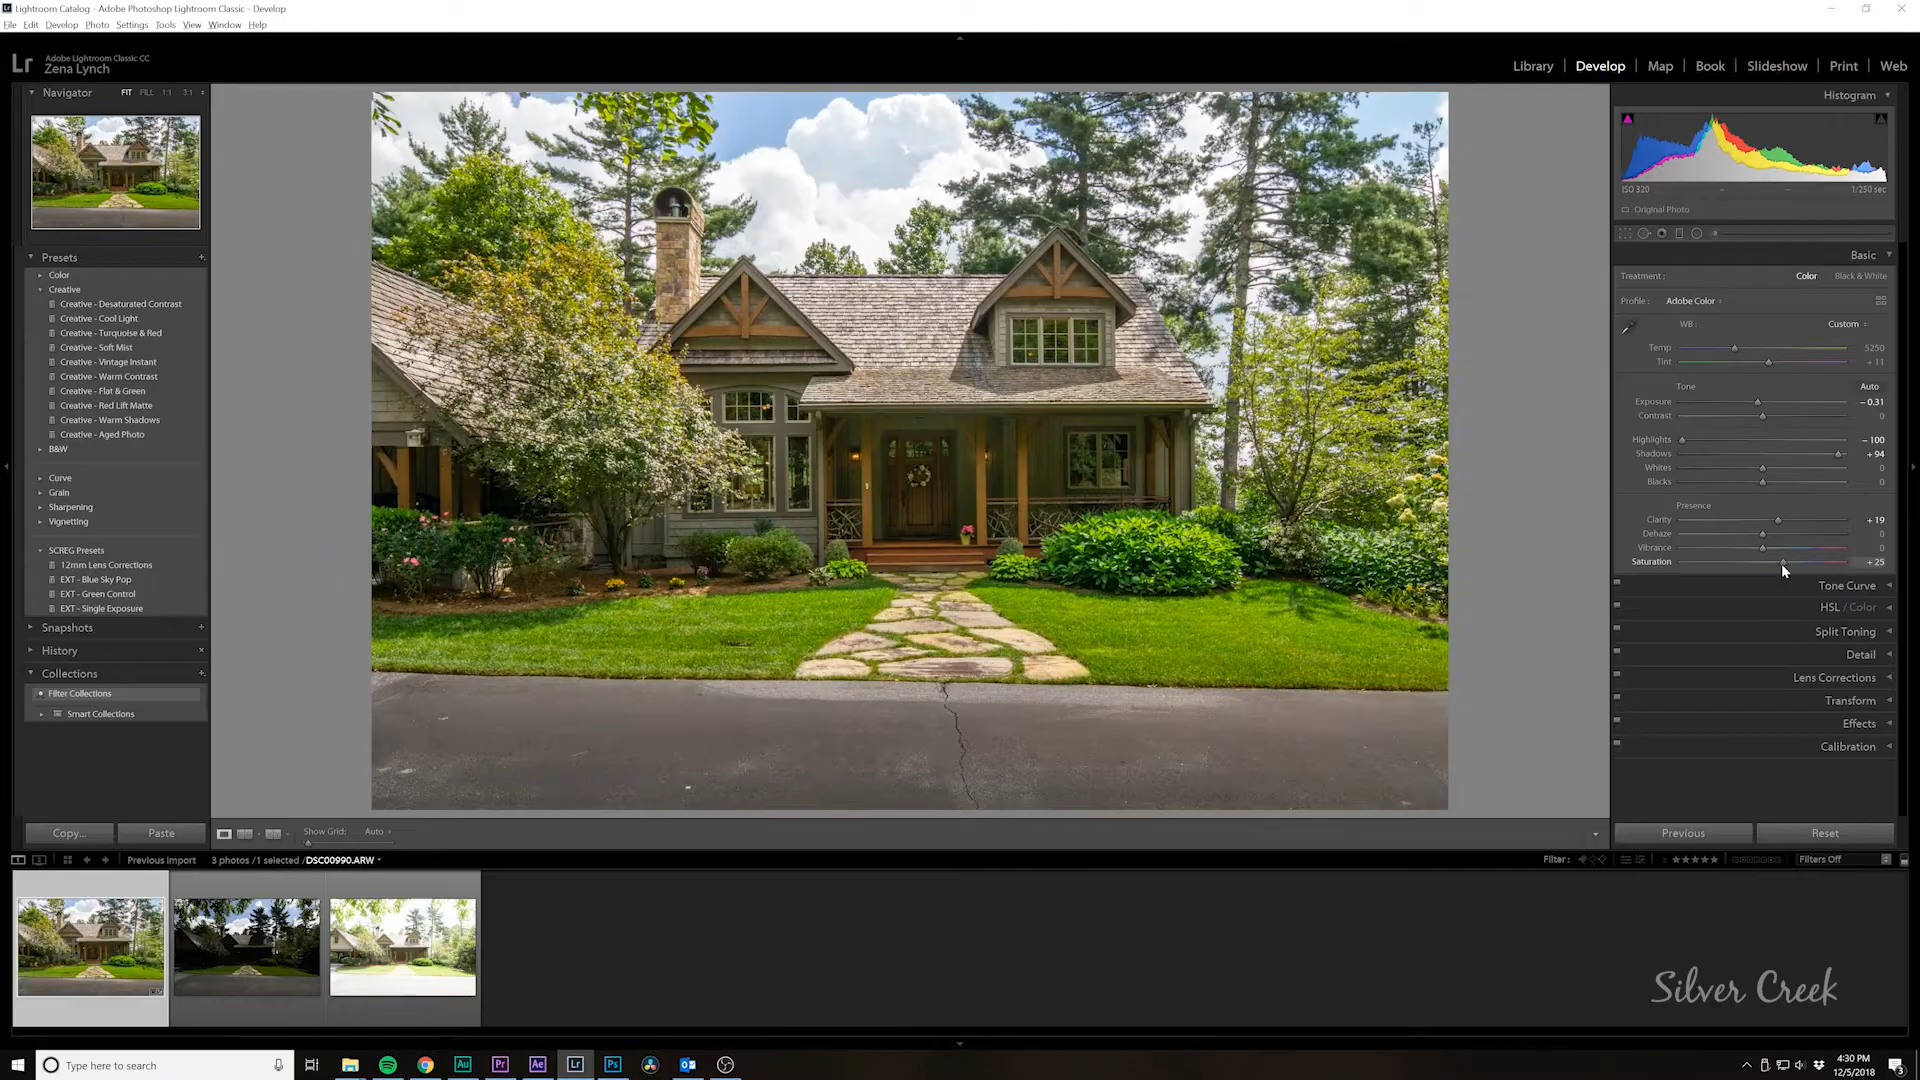 Lightroom Catalog - Adobe Photoshop Lightroom Classic - Develop
File Edit Develop Photo Settings Tools View Window Help
Lr
Adobe Lightroom Classic CC
Zena Lynch
Library Develop Map Book Slideshow Print Web
Navigator FIT FILL 1:1 3:1
Presets
Color
Creative
Creative - Desaturated Contrast
Creative - Cool Light
Creative - Turquoise & Red
Creative - Soft Mist
Creative - Vintage Instant
Creative - Warm Contrast
Creative - Flat & Green
Creative - Red Lift Matte
Creative - Warm Shadows
Creative - Aged Photo
B&W
Curve
Grain
Sharpening
Vignetting
SCREG Presets
12mm Lens Corrections
EXT - Blue Sky Pop
EXT - Green Control
EXT - Single Exposure
Snapshots
History
Collections
Filter Collections
Smart Collections
Copy... Paste
Show Grid: Auto
Histogram
ISO 320 – – 1/250 sec
Original Photo
Basic
Treatment : Color Black & White
Profile : Adobe Color
WB : Custom
Temp 5250
Tint + 11
Tone Auto
Exposure – 0.31
Contrast 0
Highlights – 100
Shadows + 94
Whites 0
Blacks 0
Presence
Clarity + 19
Dehaze 0
Vibrance 0
Saturation + 25
Tone Curve
HSL / Color
Split Toning
Detail
Lens Corrections
Transform
Effects
Calibration
Previous Reset
Previous Import 3 photos / 1 selected / DSC00990.ARW
Filter: Filters Off
Silver Creek
Type here to search
Au Pr Ae Lr Ps
4:30 PM
12/5/2018
3